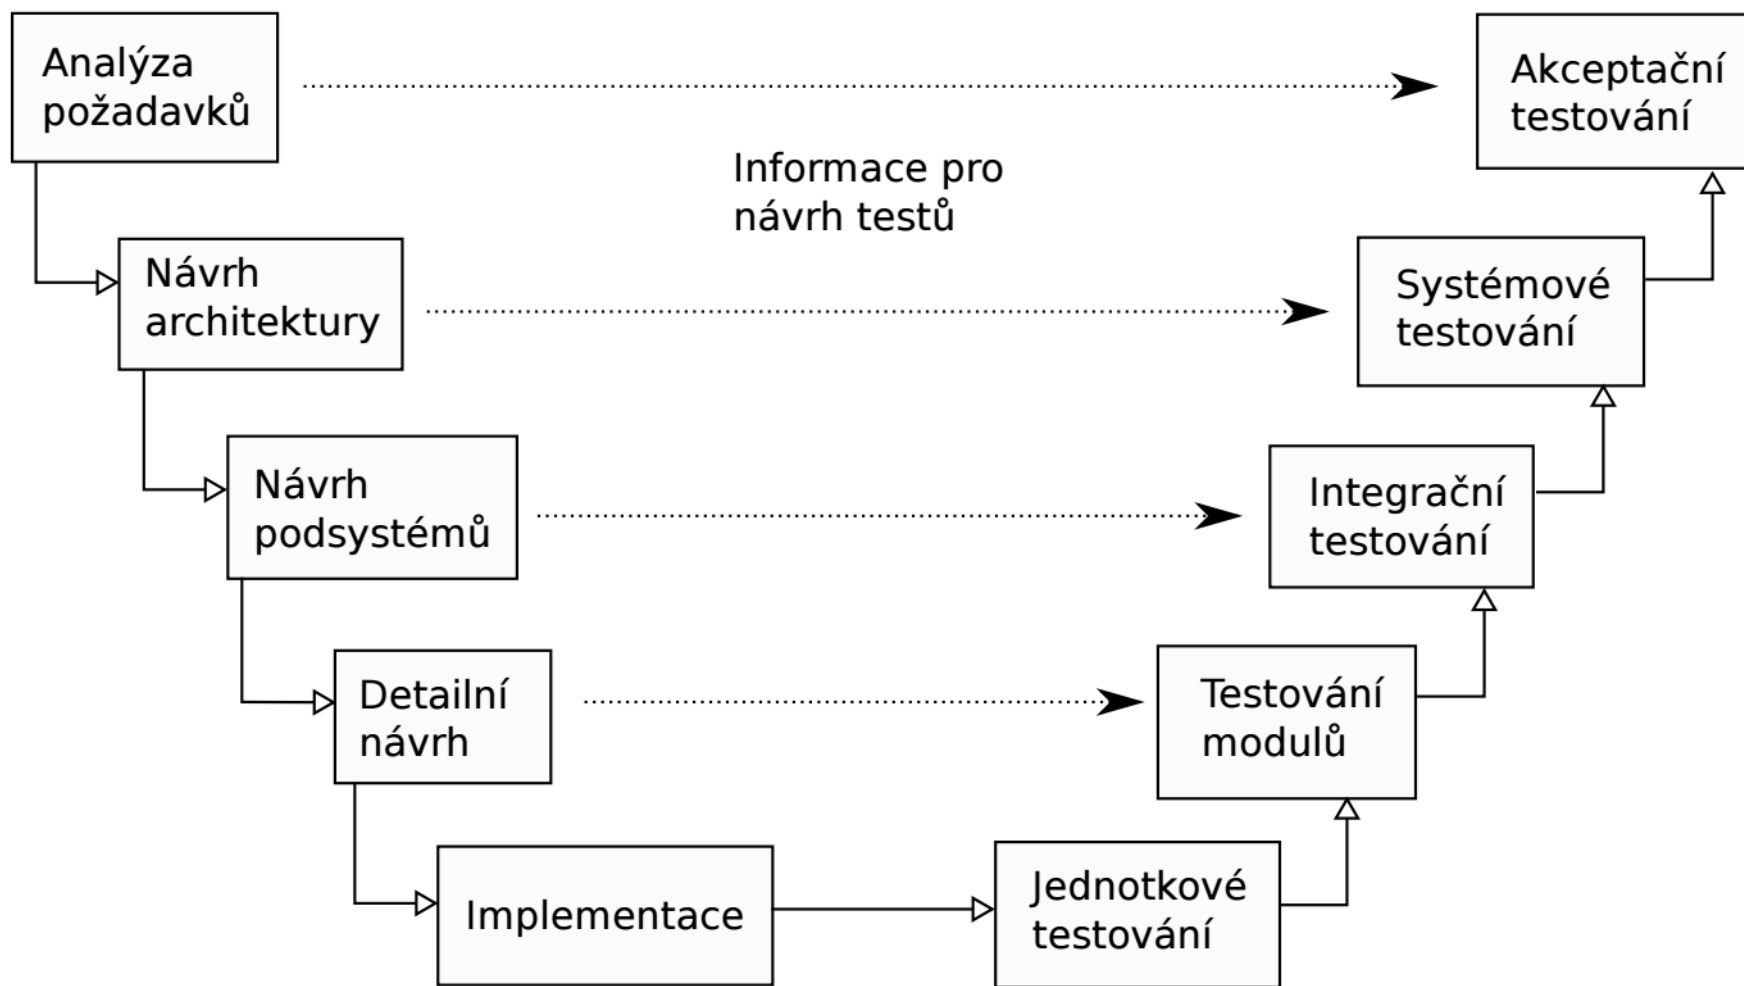 Analýza
požadavků
Akceptační
testování
Informace pro
návrh testů
Návrh
architektury
Systémové
testování
Návrh
podsystémů
Integrační
testování
Detailní
návrh
Testování
modulů
Implementace
Jednotkové
testování